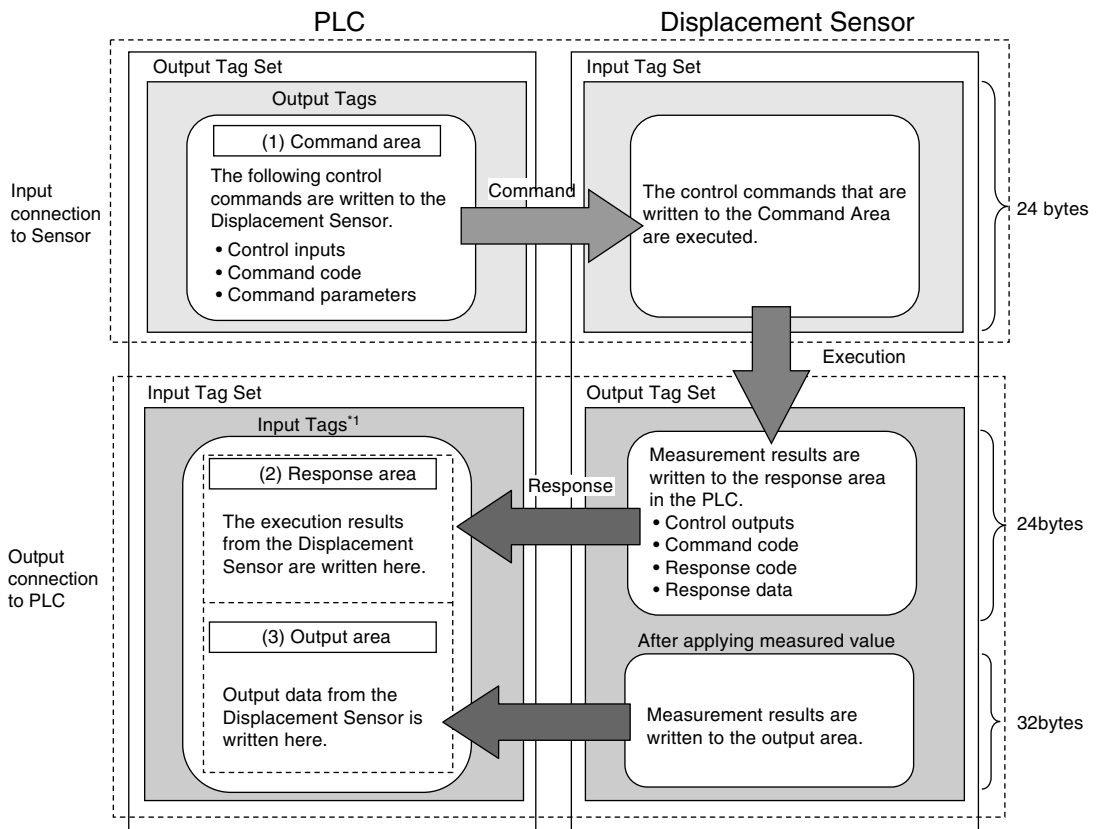 PLC
Displacement Sensor
Output Tag Set
Output Tags
(1) Command area
The following control
commands are written to the
Displacement Sensor.
• Control inputs
• Command code
• Command parameters
Input
connection
to Sensor
Command
Input Tag Set
The control commands that are
written to the Command Area
are executed.
24 bytes
Execution
Input Tag Set
Input Tags*1
(2) Response area
The execution results
from the Displacement
Sensor are written here.
(3) Output area
Output data from the
Displacement Sensor is
written here.
Output
connection
to PLC
Response
Output Tag Set
Measurement results are
written to the response area
in the PLC.
• Control outputs
• Command code
• Response code
• Response data
24bytes
After applying measured value
Measurement results are
written to the output area.
32bytes